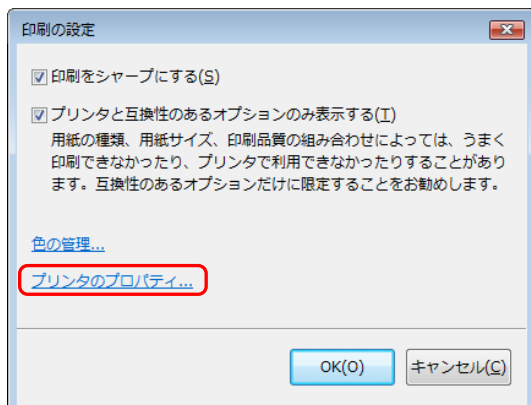 印刷の設定
印刷をシャープにする(S)
プリンタと互換性のあるオプションのみ表示する(T)
用紙の種類、用紙サイズ、印刷品質の組み合わせによっては、うまく
印刷できなかったり、プリンタで利用できなかったりすることがあり
ます。互換性のあるオプションだけに限定することをお勧めします。
色の管理...
プリンタのプロパティ...
OK(O) キャンセル(C)